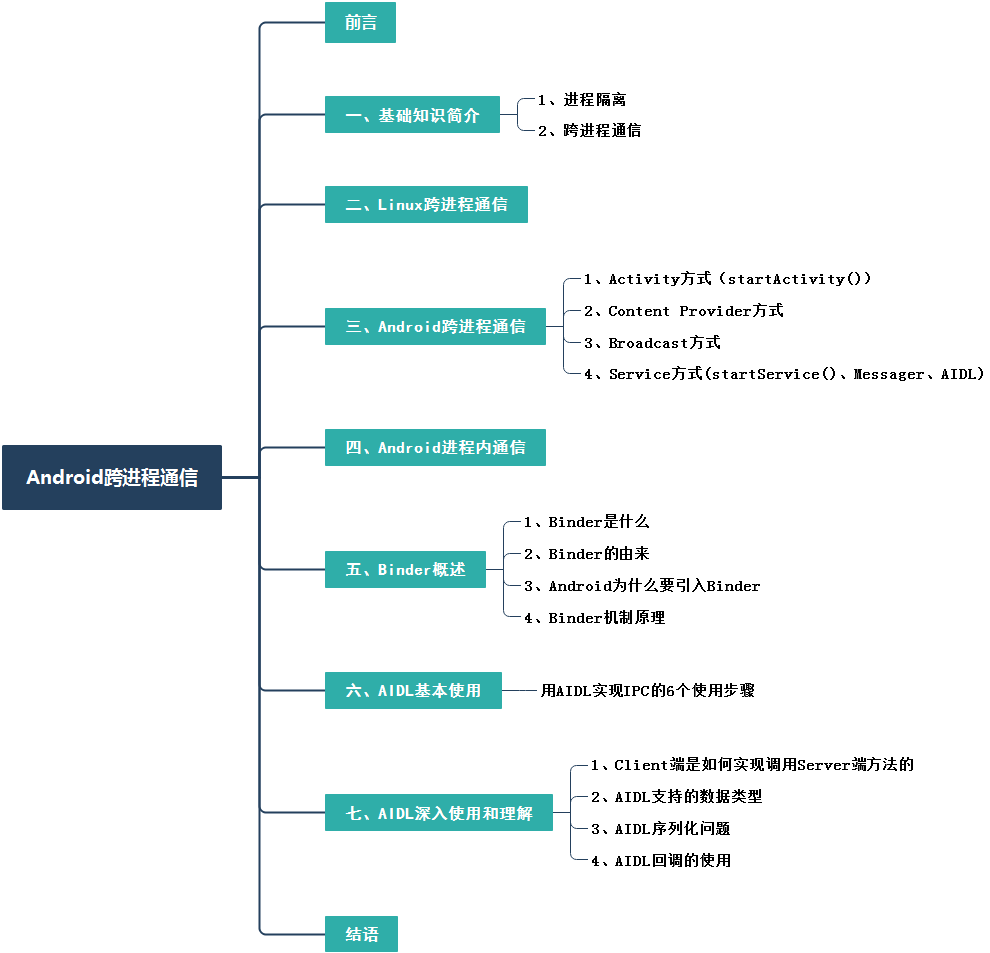 前言
一、基础知识简介
1、进程隔离
2、跨进程通信
二、Linux跨进程通信
三、Android跨进程通信
1、Activity方式（startActivity()）
2、Content Provider方式
3、Broadcast方式
4、Service方式(startService()、Messager、AIDL)
四、Android进程内通信
Android跨进程通信
五、Binder概述
1、Binder是什么
2、Binder的由来
3、Android为什么要引入Binder
4、Binder机制原理
六、AIDL基本使用
用AIDL实现IPC的6个使用步骤
七、AIDL深入使用和理解
1、Client端是如何实现调用Server端方法的
2、AIDL支持的数据类型
3、AIDL序列化问题
4、AIDL回调的使用
结语